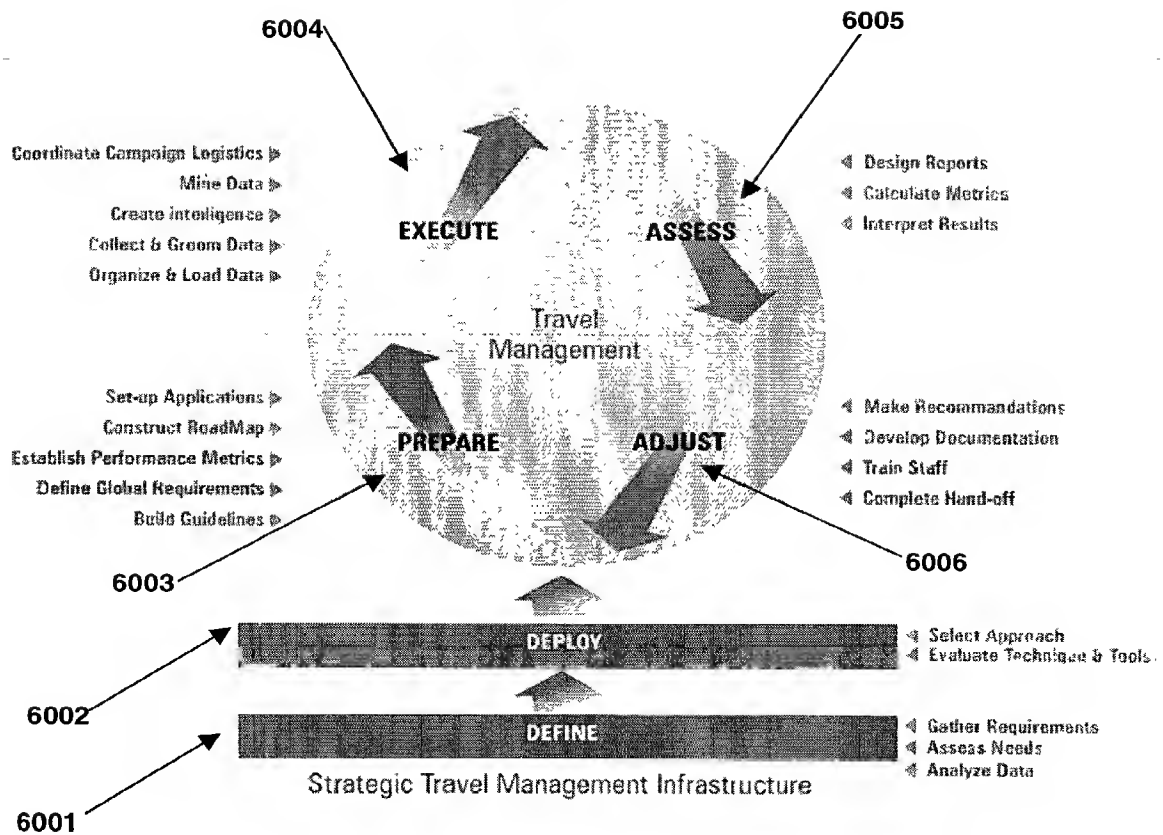 6004
6005
Coordinate Campaign Logistics
Mine Data
Create intelligence
Collect & Groom Data
Organize & Load Data
EXECUTE
ASSESS
Design Reports
Calculate Metrics
Interpret Results
Travel
Management
Set-up Applications
Construct RoadMap
Establish Performance Metrics
Define Global Requirements
Build Guidelines
PREPARE
ADJUST
Make Recommandations
Develop Documentation
Train Staff
Complete Hand-off
6003
6006
DEPLOY
Select Approach
Evaluate Technique & Tools
6002
DEFINE
Gather Requirements
Assess Needs
Analyze Data
Strategic Travel Management Infrastructure
6001